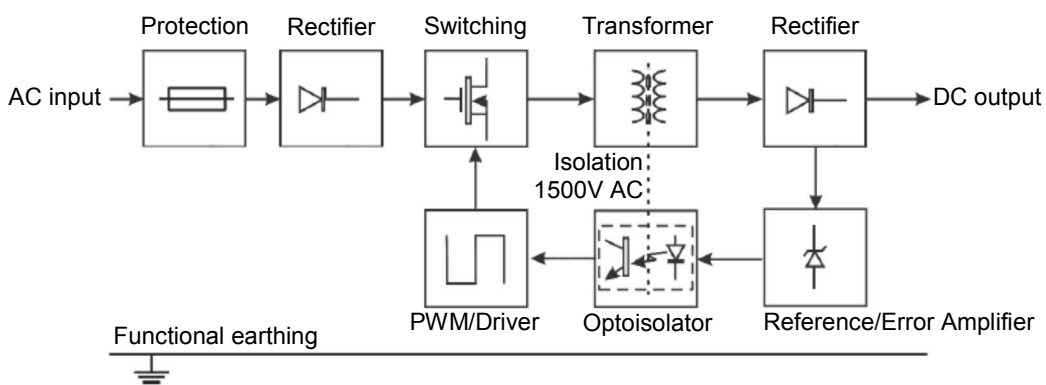 Protection
Rectifier
Switching
Transformer
Rectifier
AC input
DC output
Isolation
1500V AC
PWM/Driver
Optoisolator
Reference/Error Amplifier
Functional earthing